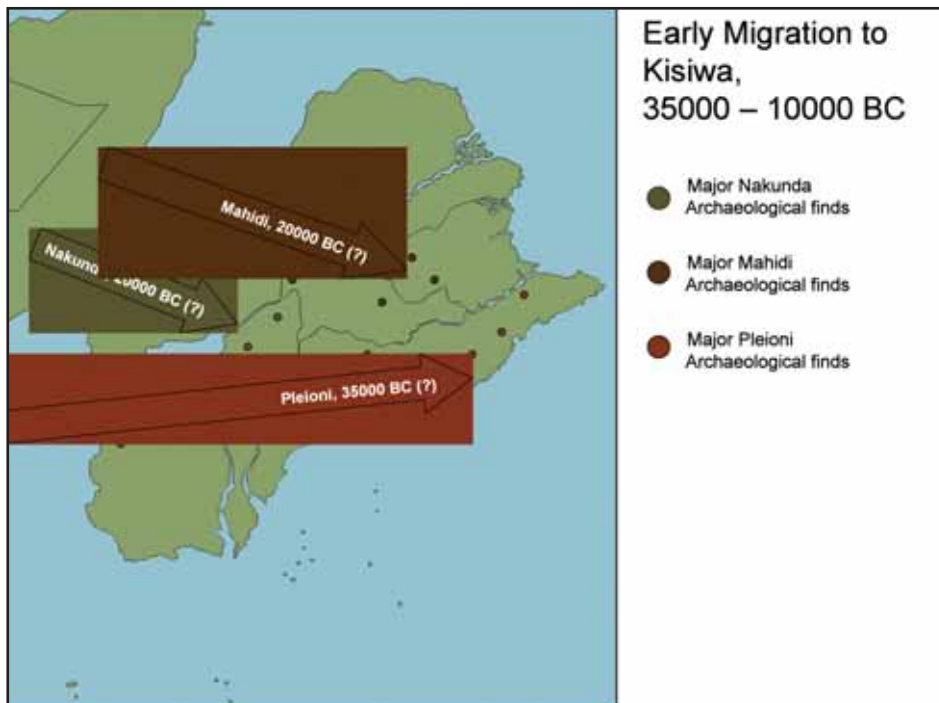 Early Migration to
Kisiwa,
35000 – 10000 BC
Major Nakunda
Archaeological finds
Major Mahidi
Archaeological finds
Major Pleioni
Archaeological finds
Mahidi, 20000 BC (?)
BC (?)
Pleioni, 35000 BC (?)